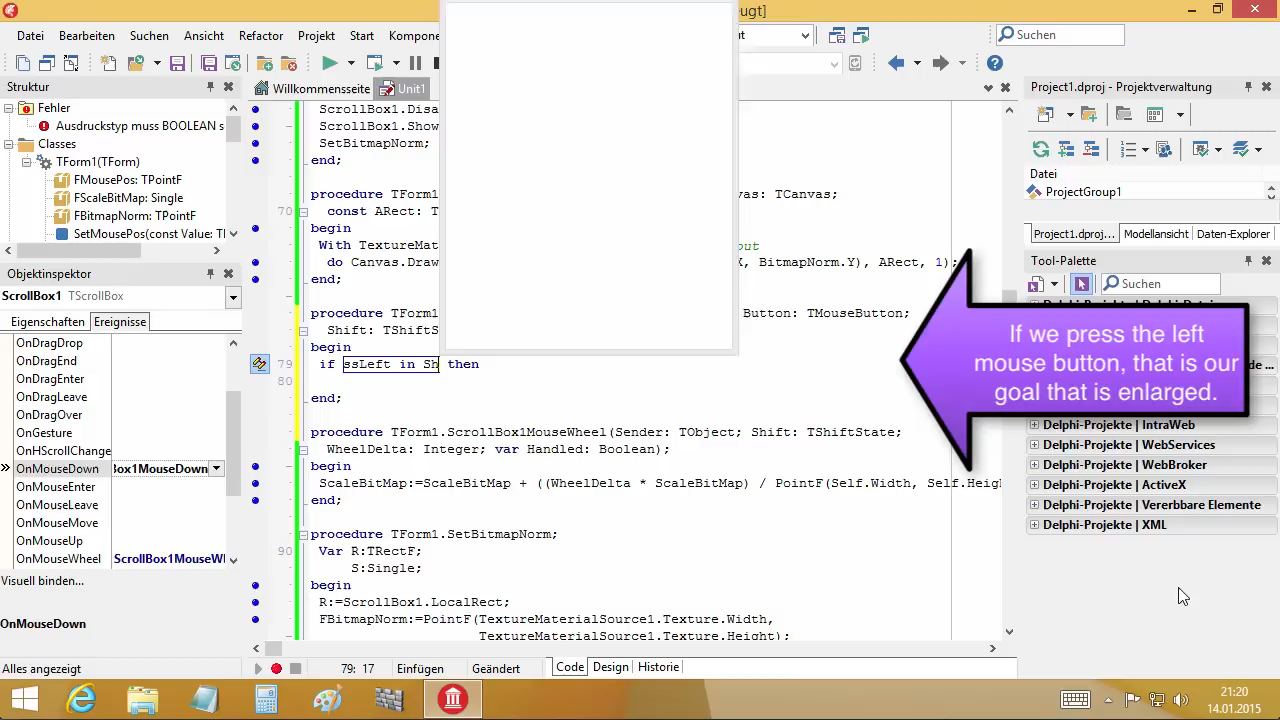 eugt]
Datei Bearbeiten Suchen Ansicht Refactor Projekt Start Kompone
ut
Suchen
Willkommensseite Unit1
Struktur
Fehler
Ausdruckstyp muss BOOLEAN s
Classes
TForm1(TForm)
FMousePos: TPointF
FScaleBitMap: Single
FBitmapNorm: TPointF
SetMousePos(const Value: T
Objektinspektor
ScrollBox1 TScrollBox
Eigenschaften Ereignisse
OnDragDrop
OnDragEnd
OnDragEnter
OnDragLeave
OnDragOver
OnGesture
OnHScrollChange
OnMouseDown Box1MouseDown
OnMouseEnter
OnMouseLeave
OnMouseMove
OnMouseUp
OnMouseWheel ScrollBox1MouseW
Visuell binden...
OnMouseDown
Alles angezeigt
ScrollBox1.Disa
ScrollBox1.Show
SetBitmapNorm;
end;
procedure TForm1 vas: TCanvas;
70 const ARect: T
begin
With TextureMat out
do Canvas.Draw X, BitmapNorm.Y), ARect, 1);
end;
procedure TForm1 Button: TMouseButton;
Shift: TShiftS
begin
79 if ssLeft in Sh then
80
end;
procedure TForm1.ScrollBox1MouseWheel(Sender: TObject; Shift: TShiftState;
WheelDelta: Integer; var Handled: Boolean);
begin
ScaleBitMap:=ScaleBitMap + ((WheelDelta * ScaleBitMap) / PointF(Self.Width, Self.Heigh
end;
procedure TForm1.SetBitmapNorm;
90 Var R:TRectF;
S:Single;
begin
R:=ScrollBox1.LocalRect;
FBitmapNorm:=PointF(TextureMaterialSource1.Texture.Width,
TextureMaterialSource1.Texture.Height);
79: 17 Einfügen Geändert Code Design Historie
Project1.dproj - Projektverwaltung
Datei
ProjectGroup1
Project1.dproj... Modellansicht Daten-Explorer
Tool-Palette
Suchen
If we press the left
mouse button, that is our
goal that is enlarged.
de ...
Delphi-Projekte | IntraWeb
Delphi-Projekte | WebServices
Delphi-Projekte | WebBroker
Delphi-Projekte | ActiveX
Delphi-Projekte | Vererbbare Elemente
Delphi-Projekte | XML
21:20
14.01.2015